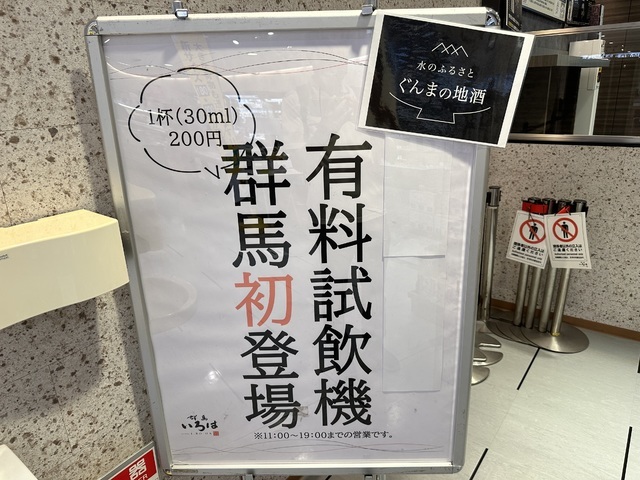 水のふるさと
ぐんまの地酒
1杯(30ml)
200円
有料試飲機
群馬初登場
いろは
※11:00〜19:00までの営業です。